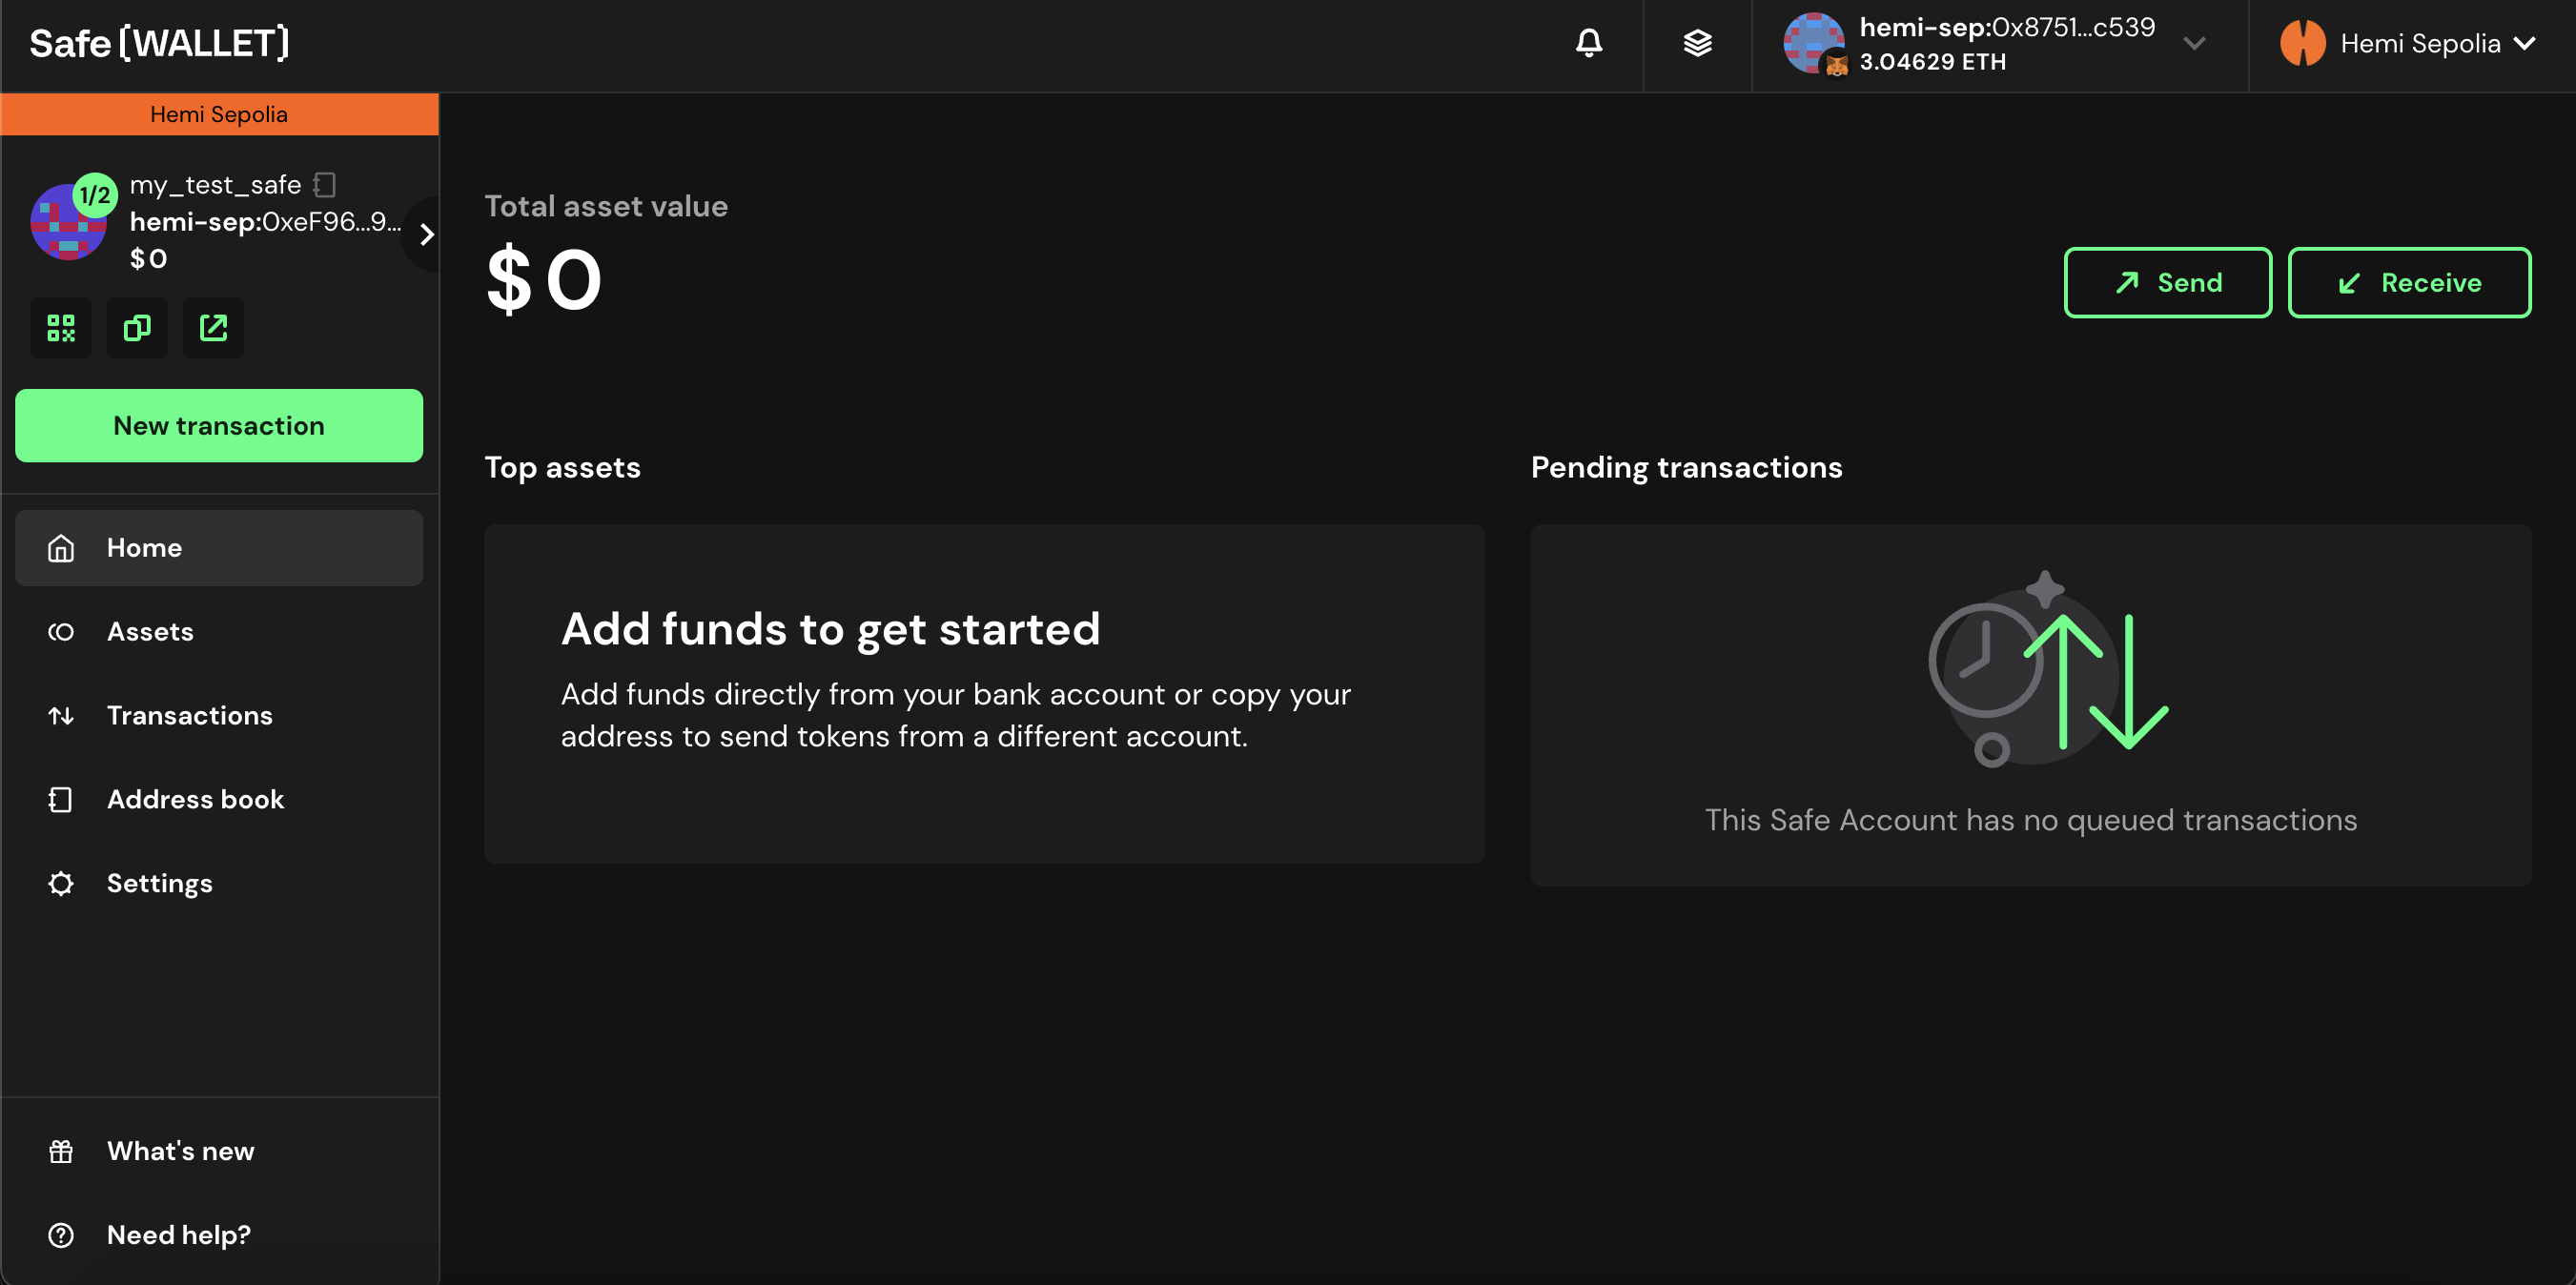 Safe{WALLET}
hemi-sep:0x8751...c539
3.04629 ETH
Hemi Sepolia
Hemi Sepolia
1/2
my_test_safe
hemi-sep:0xeF96...9...
$ 0
New transaction
Home
Assets
Transactions
Address book
Settings
What's new
Need help?
Total asset value
$ 0
Send
Receive
Top assets
Add funds to get started
Add funds directly from your bank account or copy your
address to send tokens from a different account.
Pending transactions
This Safe Account has no queued transactions